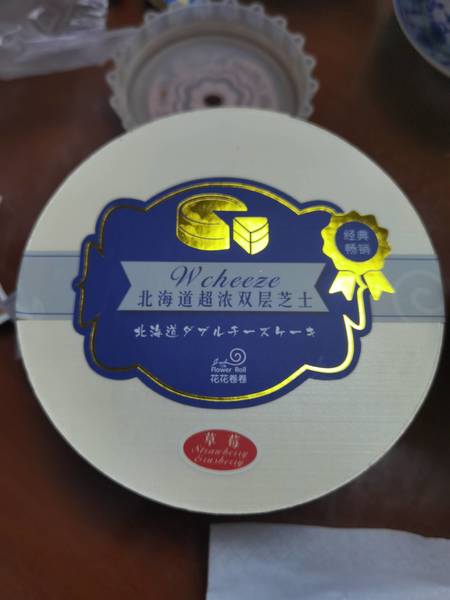 经典
畅销
Wcheeze
北海道超浓双层芝士
北海道ダブルチーズケーキ
Flower Roll
花花卷卷
草莓
Strawberry